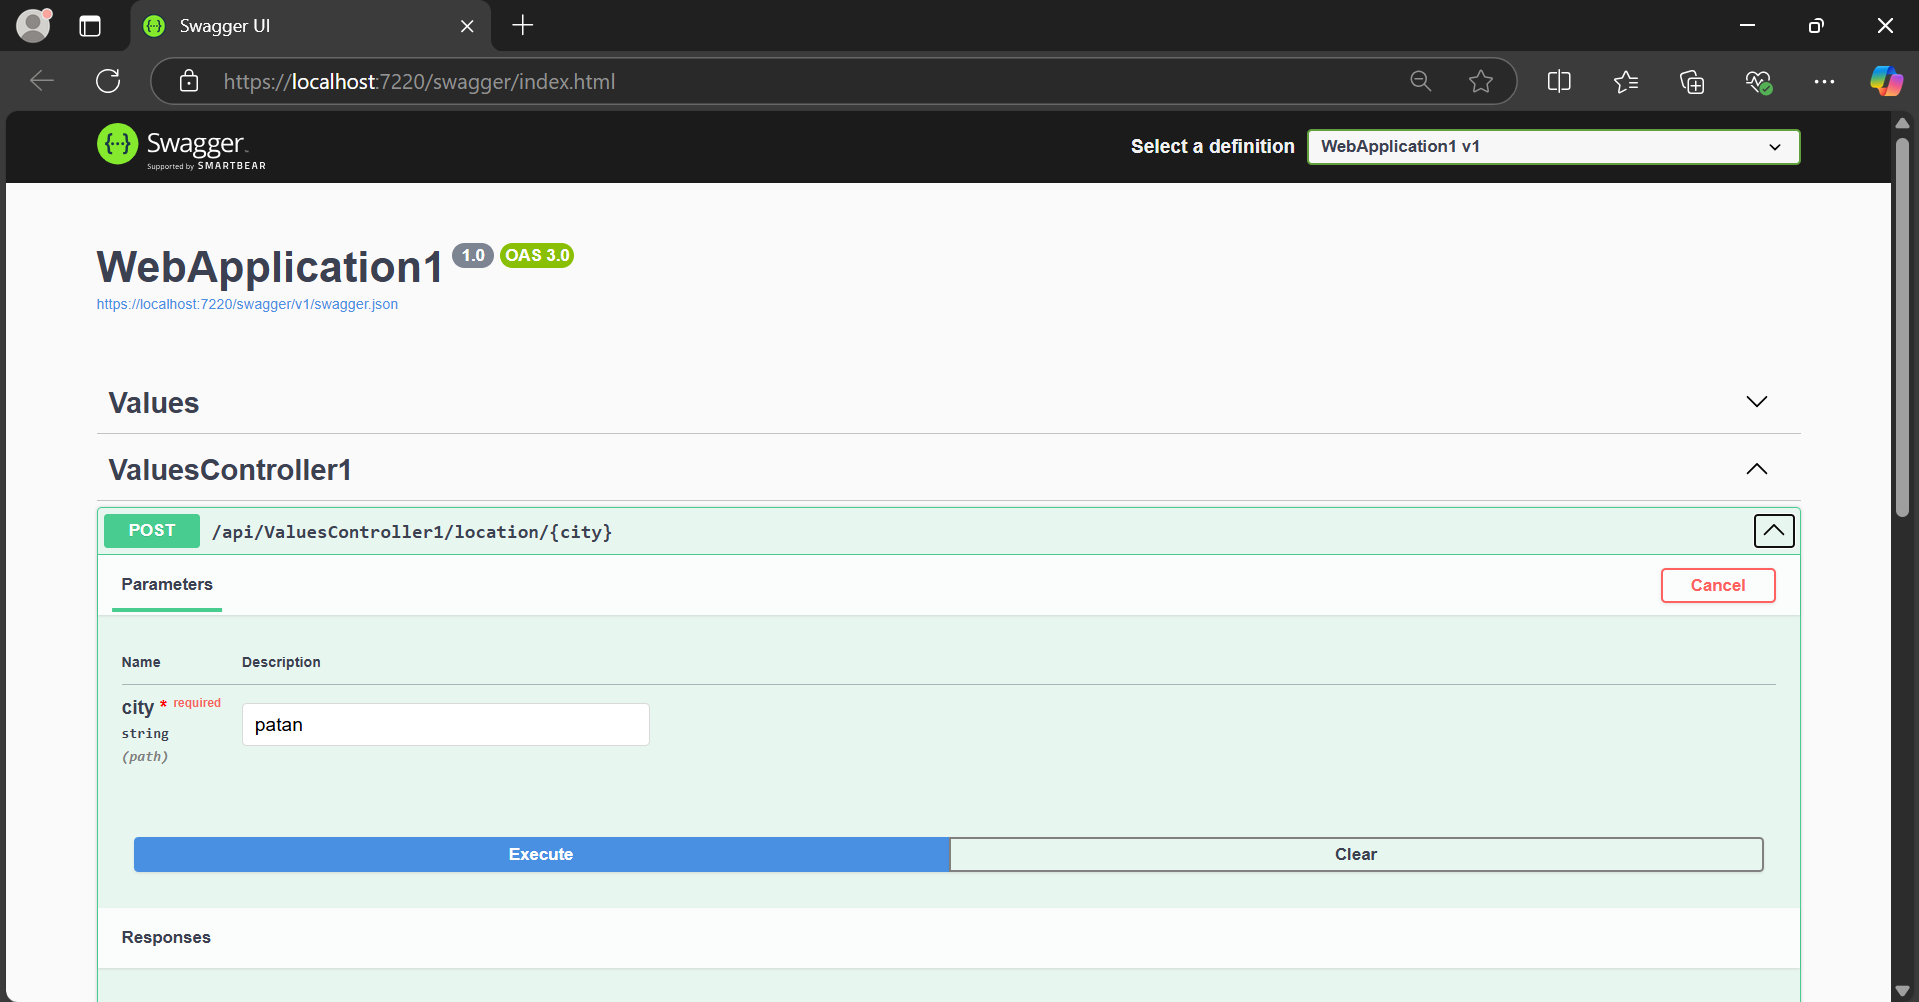 Swagger UI
https://localhost:7220/swagger/index.html
Swagger
Supported by SMARTBEAR
Select a definition
WebApplication1 v1
WebApplication1 1.0 OAS 3.0
https://localhost:7220/swagger/v1/swagger.json
Values
ValuesController1
POST /api/ValuesController1/location/{city}
Parameters
Cancel
Name Description
city * required
string
(path)
patan
Execute Clear
Responses